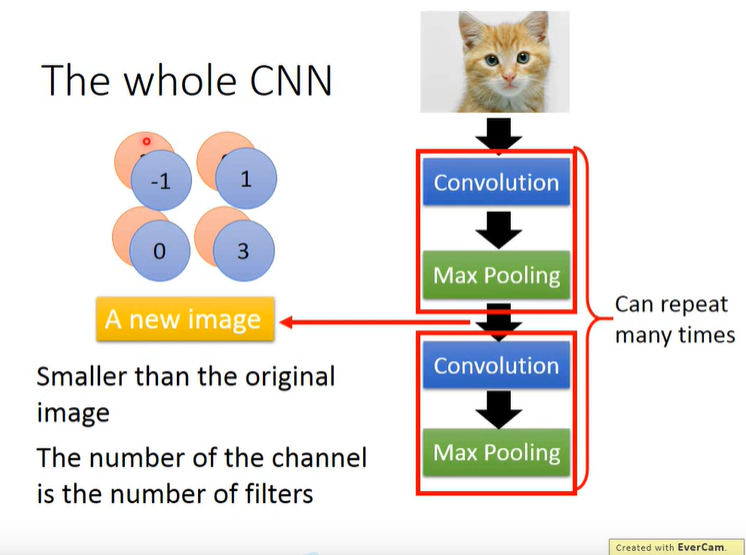 The whole CNN
-1
1
0
3
A new image
Smaller than the original
image
The number of the channel
is the number of filters
Convolution
Max Pooling
Convolution
Max Pooling
Can repeat
many times
Created with EverCam.